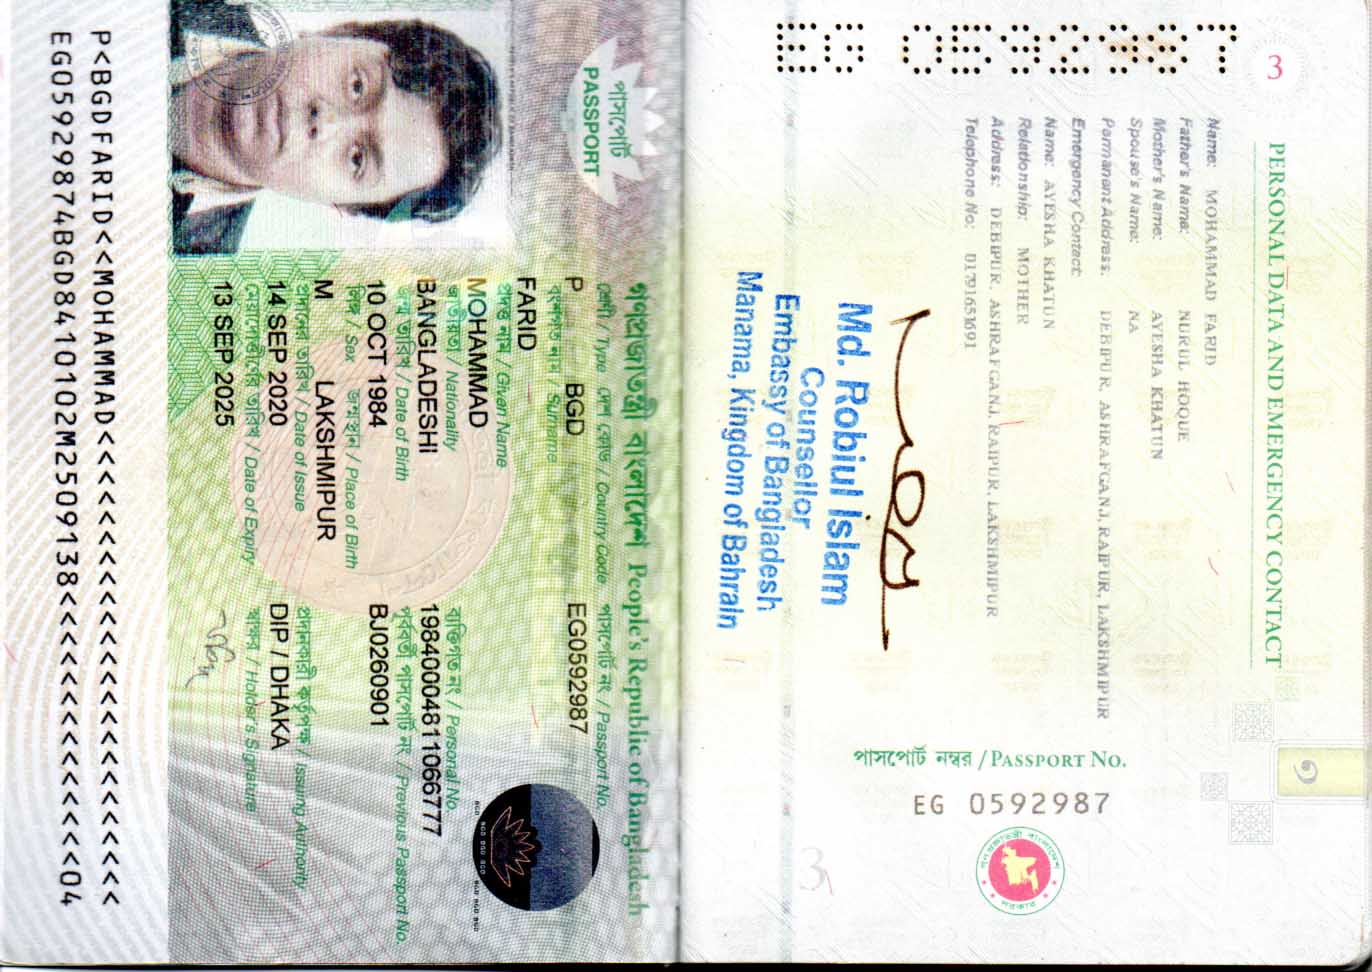 PERSONAL DATA AND EMERGENCY CONTACT
Name: MOHAMMAD FARID
Father's Name: NURUL HOQUE
Mother's Name: AYESHA KHATUN
Spouse's Name: NA
Permanent Address. DEBIPUR, ASHRAFGANJ, RAIPUR, LAKSHMIPUR
Emergency Contact:
Name: AYESHA KHATUN
Relationship: MOTHER
Address: DEBIPUR, ASHRAFGANJ, RAIPUR, LAKSHMIPUR
Telephone No: 01791651691
Md. Robiul Islam
Counsellor
Embassy of Bangladesh
Manama, Kingdom of Bahrain
পাসপোর্ট নম্বর / PASSPORT No.
EG 0592987
3
EG 0592987
পাসপোর্ট
PASSPORT
গণপ্রজাতন্ত্রী বাংলাদেশ People's Republic of Bangladesh
শ্রেণী / Type দেশ কোড / Country Code পাসপোর্ট নং / Passport No.
P BGD EG0592987
বংশগত নাম / Surname
FARID
প্রদত্ত নাম / Given Name
MOHAMMAD
জাতীয়তা / Nationality ব্যক্তিগত নং / Personal No.
BANGLADESHI 19840004811066777
জন্ম তারিখ / Date of Birth পূর্ববর্তী পাসপোর্ট নং / Previous Passport No.
10 OCT 1984 BJ0260901
লিঙ্গ / Sex জন্মস্থান / Place of Birth
M LAKSHMIPUR
প্রদানের তারিখ / Date of Issue প্রদানকারী কর্তৃপক্ষ / Issuing Authority
14 SEP 2020 DIP / DHAKA
মেয়াদোত্তীর্ণের তারিখ / Date of Expiry স্বাক্ষর / Holder's Signature
13 SEP 2025
BGD BGD BGD
BGD BGD BGD BGD
P<BGDFARID<<MOHAMMAD<<<<<<<<<<<<<<<<<<<<<<<<
EG05929874BGD8410102M2509138<<<<<<<<<<<<<<04